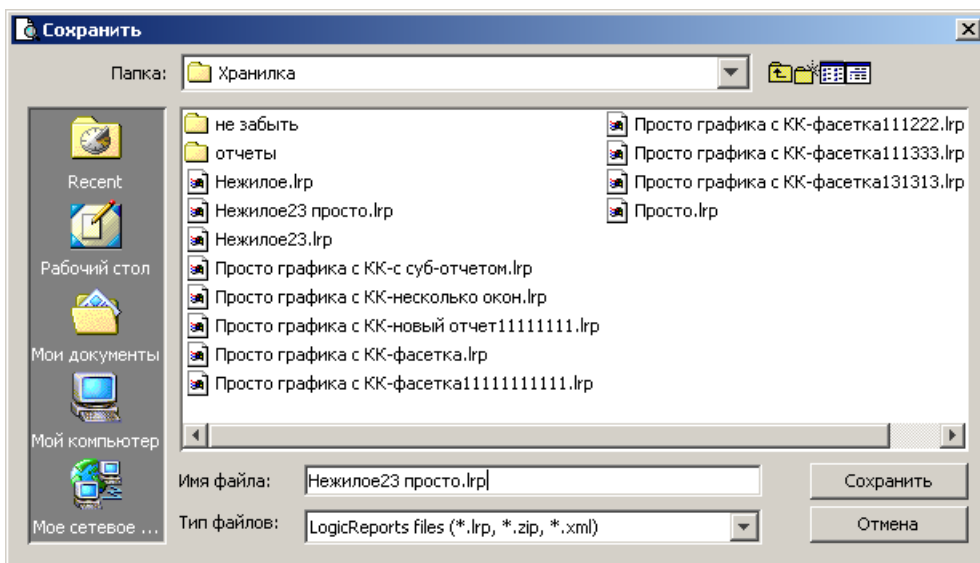 Сохранить
Папка:
Хранилка
Recent
Рабочий стол
Мои документы
Мой компьютер
Мое сетевое ...
не забыть
отчеты
Нежилое.lrp
Нежилое23 просто.lrp
Нежилое23.lrp
Просто графика с КК-с суб-отчетом.lrp
Просто графика с КК-несколько окон.lrp
Просто графика с КК-новый отчет11111111.lrp
Просто графика с КК-фасетка.lrp
Просто графика с КК-фасетка11111111111.lrp
Просто графика с КК-фасетка111222.lrp
Просто графика с КК-фасетка111333.lrp
Просто графика с КК-фасетка131313.lrp
Просто.lrp
Имя файла:
Нежилое23 просто.lrp
Сохранить
Тип файлов:
LogicReports files (*.lrp, *.zip, *.xml)
Отмена